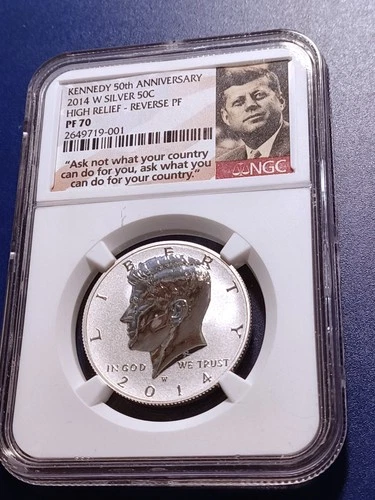 KENNEDY 50th ANNIVERSARY
2014 W SILVER 50C
HIGH RELIEF - REVERSE PF
PF 70
2649719-001
"Ask not what your country
can do for you, ask what you
can do for your country."
NGC
LIBERTY
IN GOD WE TRUST
W
2014